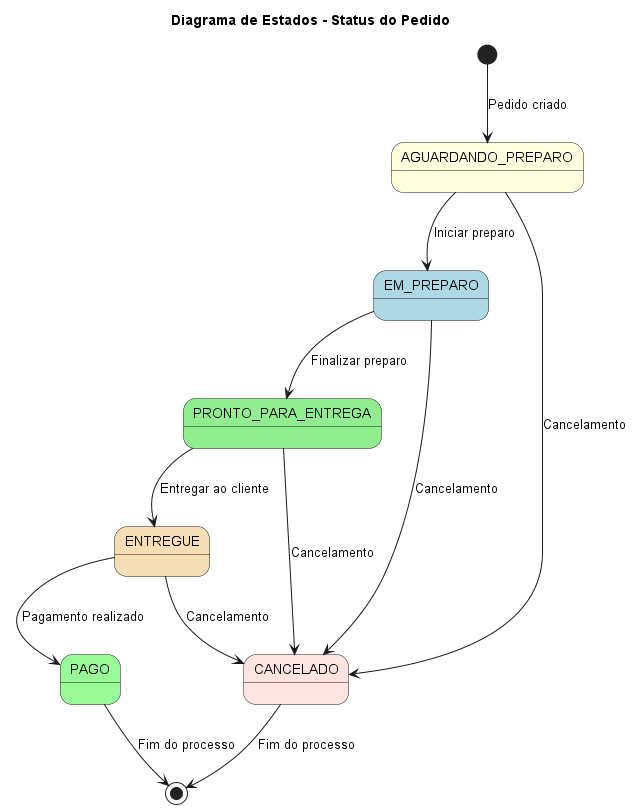 Diagrama de Estados - Status do Pedido
Pedido criado
AGUARDANDO_PREPARO
Iniciar preparo
EM_PREPARO
Finalizar preparo
PRONTO_PARA_ENTREGA
Cancelamento
Entregar ao cliente
Cancelamento
ENTREGUE
Cancelamento
Pagamento realizado
Cancelamento
PAGO
CANCELADO
Fim do processo
Fim do processo